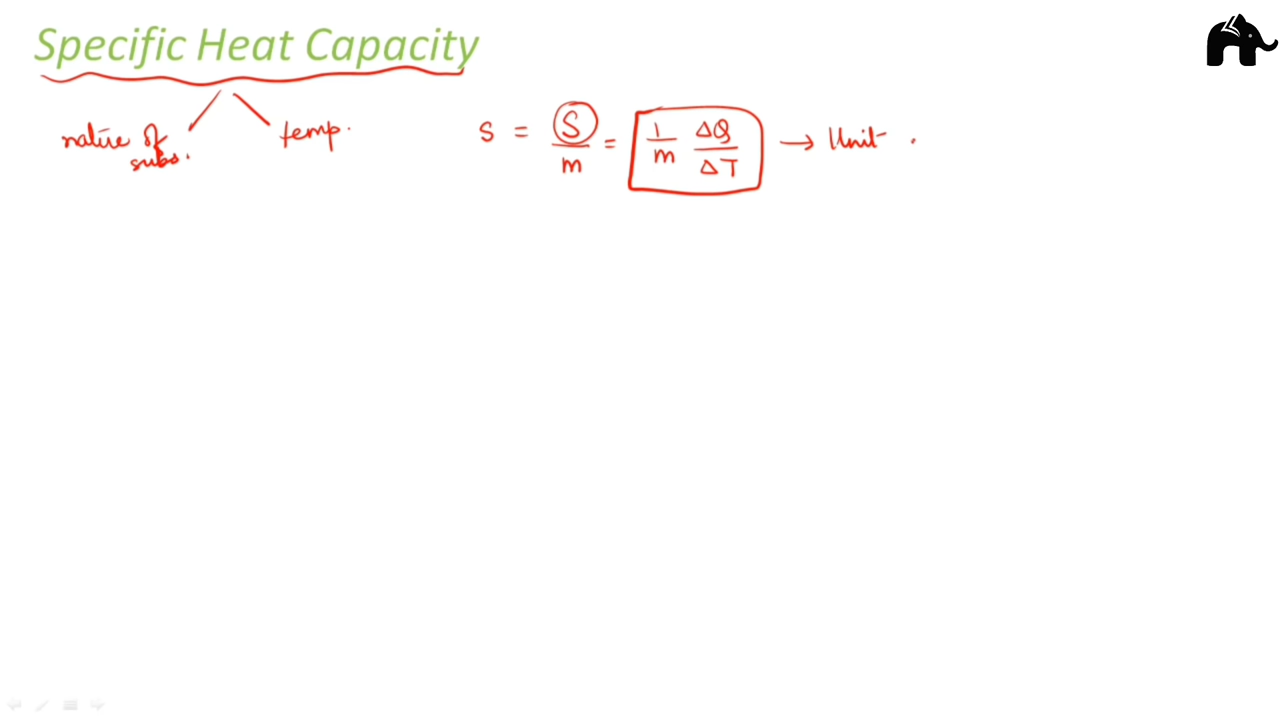 Specific Heat Capacity
nature of
subs.
temp.
s = S/m = 1/m ΔQ/ΔT → Unit